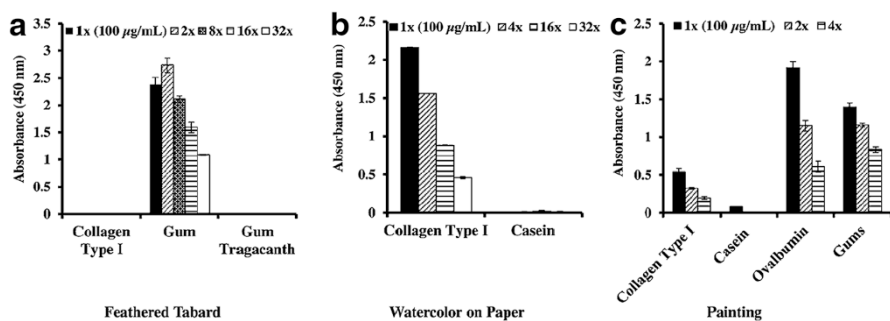 a
■ 1x (100 µg/mL) 2x 8x 16x 32x
Absorbance (450 nm)
3
2.5
2
1.5
1
0.5
0
Collagen Type I
Gum
Gum Tragacanth
Feathered Tabard
b
1x (100 µg/mL) 4x 16x 32x
Absorbance (450 nm)
2.5
2
1.5
1
0.5
0
Collagen Type I
Casein
Watercolor on Paper
c
1x (100 µg/mL) 2x 4x
Absorbance (450 nm)
2.5
2
1.5
1
0.5
0
Collagen Type I
Casein
Ovalbumin
Gums
Painting